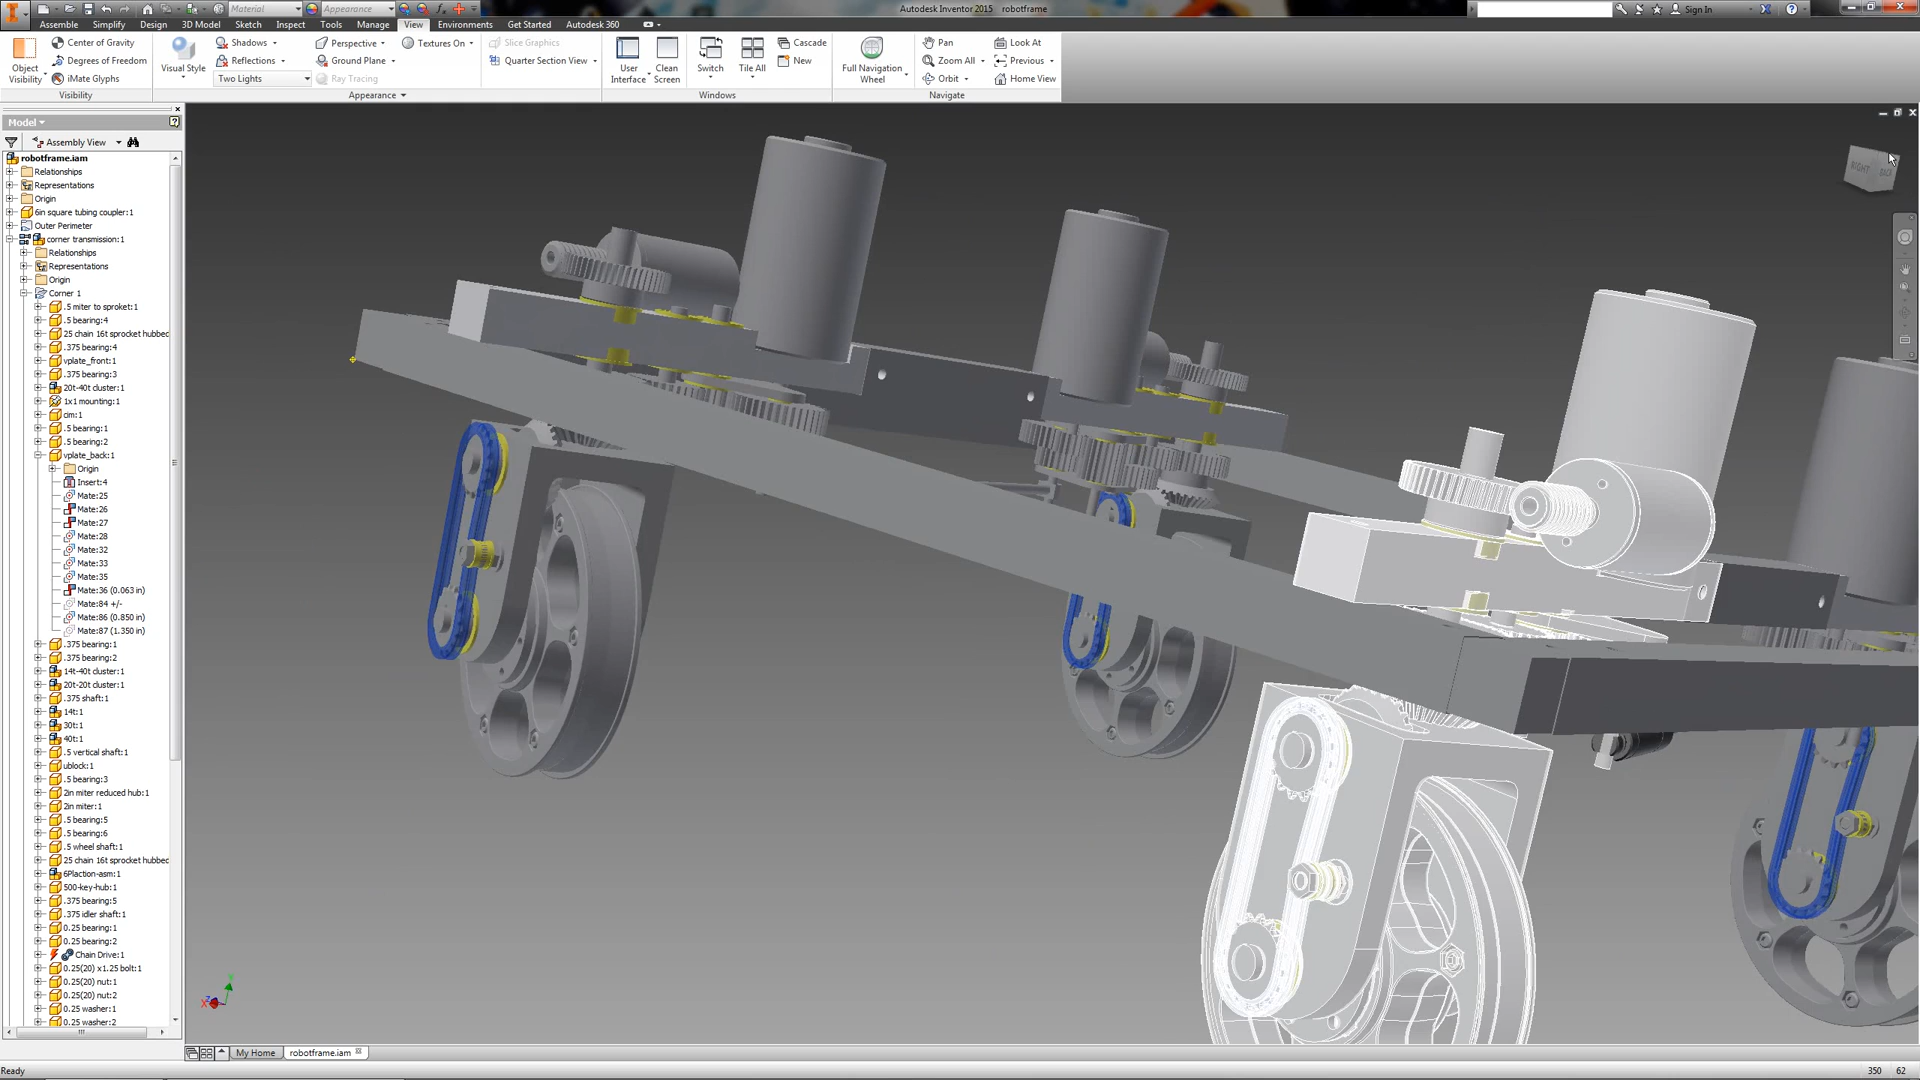 Material
Appearance
Autodesk Inventor 2015 robotframe
Sign In
Assemble Simplify Design 3D Model Sketch Inspect Tools Manage View Environments Get Started Autodesk 360
Object Visibility
Center of Gravity
Degrees of Freedom
iMate Glyphs
Visibility
Visual Style
Shadows
Reflections
Two Lights
Perspective
Ground Plane
Ray Tracing
Textures On
Appearance
Slice Graphics
Quarter Section View
User Interface
Clean Screen
Switch
Tile All
Cascade
New
Windows
Full Navigation Wheel
Pan
Zoom All
Orbit
Look At
Previous
Home View
Navigate
Model
Assembly View
robotframe.iam
Relationships
Representations
Origin
6in square tubing coupler:1
Outer Perimeter
corner transmission:1
Relationships
Representations
Origin
Corner 1
.5 miter to sproket:1
.5 bearing:4
25 chain 16t sprocket hubbed
.375 bearing:4
vplate_front:1
.375 bearing:3
20t-40t cluster:1
1x1 mounting:1
cim:1
.5 bearing:1
.5 bearing:2
vplate_back:1
Origin
Insert:4
Mate:25
Mate:26
Mate:27
Mate:28
Mate:32
Mate:33
Mate:35
Mate:36 (0.063 in)
Mate:84 +/-
Mate:86 (0.850 in)
Mate:87 (1.350 in)
.375 bearing:1
.375 bearing:2
14t-40t cluster:1
20t-20t cluster:1
.375 shaft:1
14t:1
30t:1
40t:1
.5 vertical shaft:1
ublock:1
.5 bearing:3
2in miter reduced hub:1
2in miter:1
.5 bearing:5
.5 bearing:6
.5 wheel shaft:1
25 chain 16t sprocket hubbed
6Plaction-asm:1
500-key-hub:1
.375 bearing:5
.375 idler shaft:1
0.25 bearing:1
0.25 bearing:2
Chain Drive:1
0.25(20) x1.25 bolt:1
0.25(20) nut:1
0.25(20) nut:2
0.25 washer:1
0.25 washer:2
RIGHT
BACK
My Home
robotframe.iam
Ready
350 62